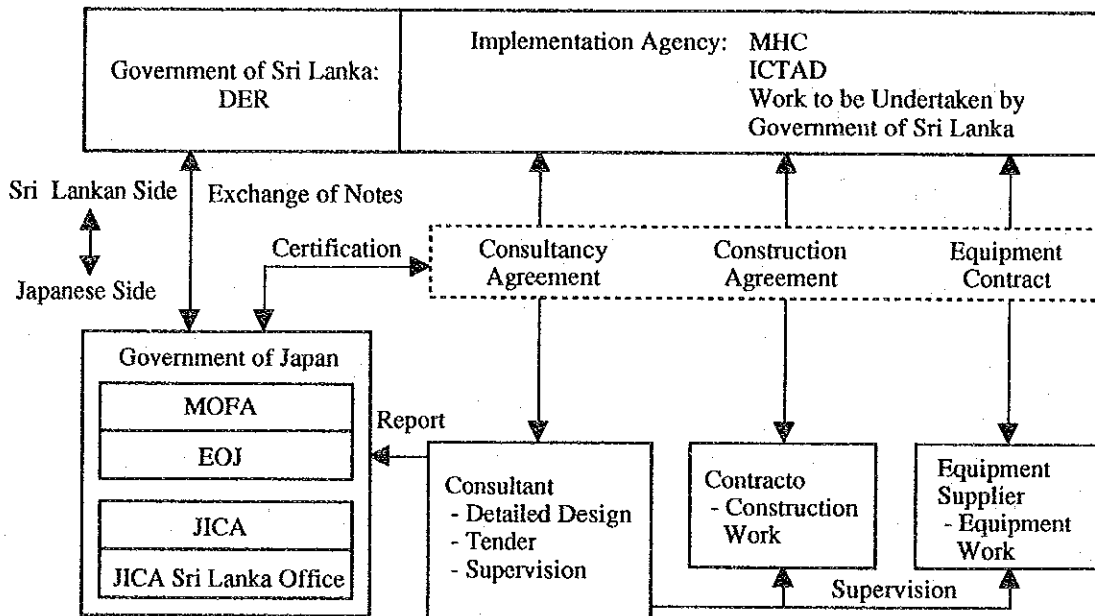 Government of Sri Lanka:
DER
Implementation Agency: MHC
ICTAD
Work to be Undertaken by
Government of Sri Lanka
Sri Lankan Side
Exchange of Notes
Japanese Side
Certification
Consultancy
Agreement
Construction
Agreement
Equipment
Contract
Government of Japan
MOFA
EOJ
JICA
JICA Sri Lanka Office
Report
Consultant
- Detailed Design
- Tender
- Supervision
Contracto
- Construction
Work
Equipment
Supplier
- Equipment
Work
Supervision